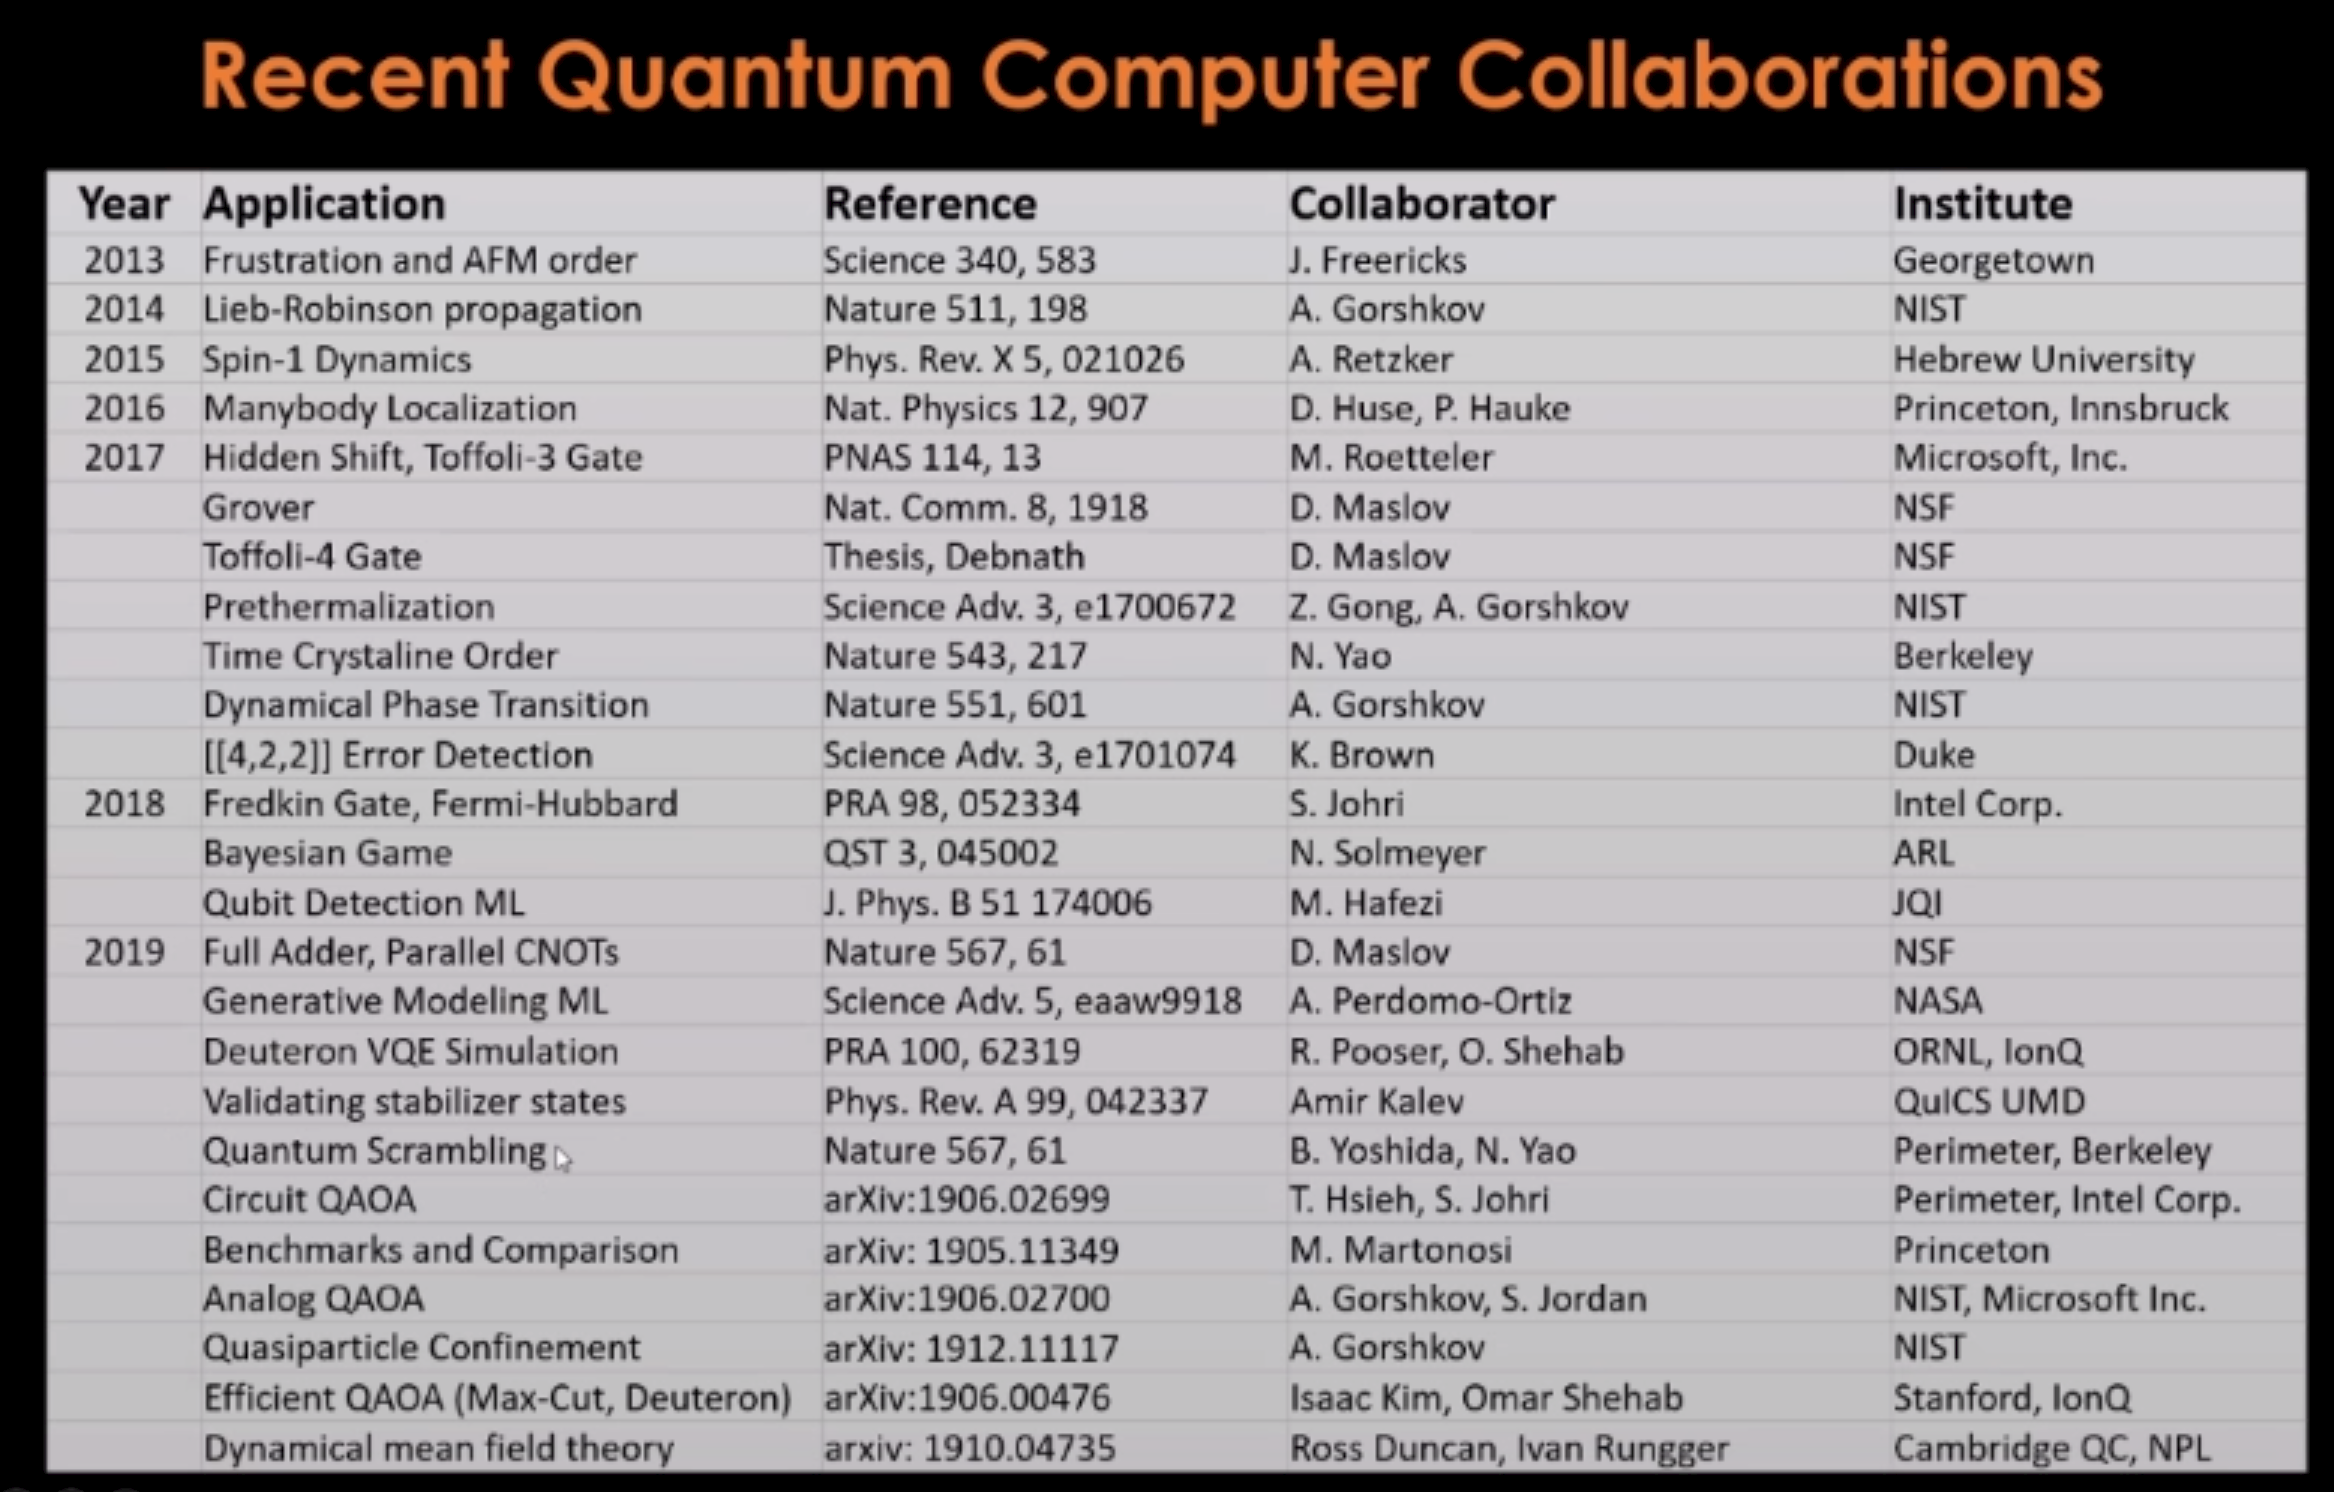 Recent Quantum Computer Collaborations
Year Application Reference Collaborator Institute
2013 Frustration and AFM order Science 340, 583 J. Freericks Georgetown
2014 Lieb-Robinson propagation Nature 511, 198 A. Gorshkov NIST
2015 Spin-1 Dynamics Phys. Rev. X 5, 021026 A. Retzker Hebrew University
2016 Manybody Localization Nat. Physics 12, 907 D. Huse, P. Hauke Princeton, Innsbruck
2017 Hidden Shift, Toffoli-3 Gate PNAS 114, 13 M. Roetteler Microsoft, Inc.
Grover Nat. Comm. 8, 1918 D. Maslov NSF
Toffoli-4 Gate Thesis, Debnath D. Maslov NSF
Prethermalization Science Adv. 3, e1700672 Z. Gong, A. Gorshkov NIST
Time Crystaline Order Nature 543, 217 N. Yao Berkeley
Dynamical Phase Transition Nature 551, 601 A. Gorshkov NIST
[[4,2,2]] Error Detection Science Adv. 3, e1701074 K. Brown Duke
2018 Fredkin Gate, Fermi-Hubbard PRA 98, 052334 S. Johri Intel Corp.
Bayesian Game QST 3, 045002 N. Solmeyer ARL
Qubit Detection ML J. Phys. B 51 174006 M. Hafezi JQI
2019 Full Adder, Parallel CNOTs Nature 567, 61 D. Maslov NSF
Generative Modeling ML Science Adv. 5, eaaw9918 A. Perdomo-Ortiz NASA
Deuteron VQE Simulation PRA 100, 62319 R. Pooser, O. Shehab ORNL, IonQ
Validating stabilizer states Phys. Rev. A 99, 042337 Amir Kalev QuICS UMD
Quantum Scrambling Nature 567, 61 B. Yoshida, N. Yao Perimeter, Berkeley
Circuit QAOA arXiv:1906.02699 T. Hsieh, S. Johri Perimeter, Intel Corp.
Benchmarks and Comparison arXiv: 1905.11349 M. Martonosi Princeton
Analog QAOA arXiv:1906.02700 A. Gorshkov, S. Jordan NIST, Microsoft Inc.
Quasiparticle Confinement arXiv: 1912.11117 A. Gorshkov NIST
Efficient QAOA (Max-Cut, Deuteron) arXiv:1906.00476 Isaac Kim, Omar Shehab Stanford, IonQ
Dynamical mean field theory arxiv: 1910.04735 Ross Duncan, Ivan Rungger Cambridge QC, NPL